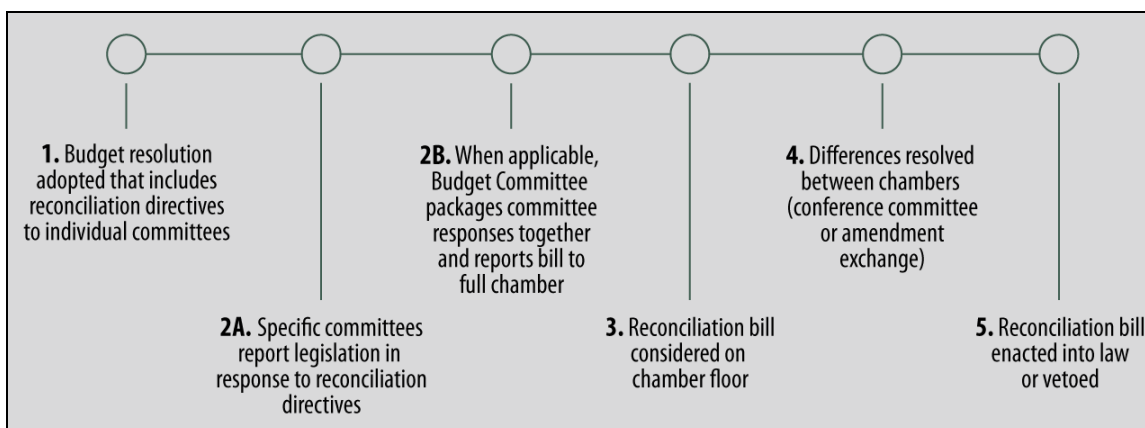 1. Budget resolution
adopted that includes
reconciliation directives
to individual committees
2A. Specific committees
report legislation in
response to reconciliation
directives
2B. When applicable,
Budget Committee
packages committee
responses together
and reports bill to
full chamber
3. Reconciliation bill
considered on
chamber floor
4. Differences resolved
between chambers
(conference committee
or amendment
exchange)
5. Reconciliation bill
enacted into law
or vetoed